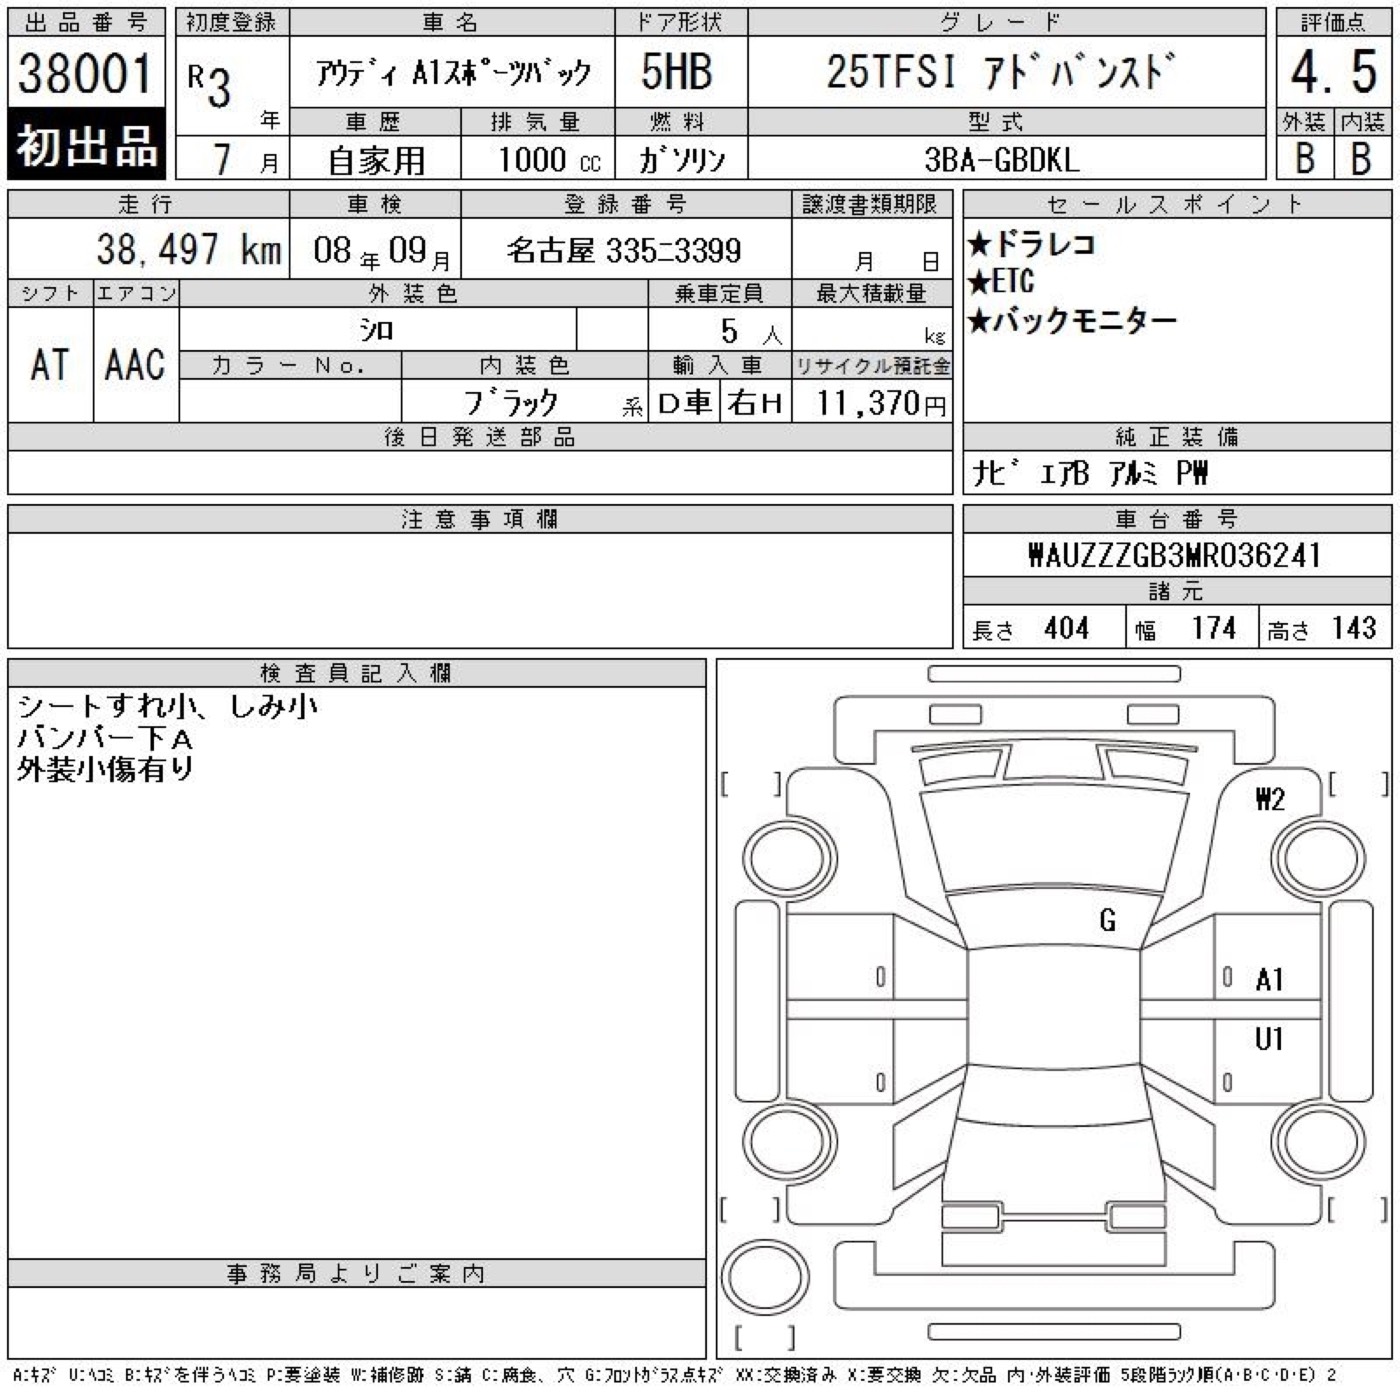 出品番号
38001
初出品
初度登録
R3年
7月
車名
ｱｳﾃﾞｨ A1ｽﾎﾟｰﾂﾊﾞｯｸ
ドア形状
5HB
グレード
25TFSI ｱﾄﾞﾊﾞﾝｽﾄﾞ
評価点
4.5
車歴
自家用
排気量
1000 cc
燃料
ｶﾞｿﾘﾝ
型式
3BA-GBDKL
外装 内装
B B
走行
38,497 km
車検
08年09月
登録番号
名古屋 335ﾆ3399
譲渡書類期限
月 日
セールスポイント
★ドラレコ
★ETC
★バックモニター
シフト
AT
エアコン
AAC
外装色
ｼﾛ
乗車定員
5人
最大積載量
kg
カラーNo.
内装色
ﾌﾞﾗｯｸ 系
輸入車
D車 右H
リサイクル預託金
11,370円
後日発送部品
純正装備
ﾅﾋﾞ ｴｱB ｱﾙﾐ PW
注意事項欄
車台番号
WAUZZZGB3MR036241
諸元
長さ 404 幅 174 高さ 143
検査員記入欄
シートすれ小、しみ小
バンパー下A
外装小傷有り
[ ] [ ]
W2
G
A1
U1
[ ] [ ]
[ ]
事務局よりご案内
A:ｷｽﾞ U:ﾍｺﾐ B:ｷｽﾞを伴うﾍｺﾐ P:要塗装 W:補修跡 S:錆 C:腐食、穴 G:ﾌﾛﾝﾄｶﾞﾗｽ点ｷｽﾞ XX:交換済み X:要交換 欠:欠品 内･外装評価 5段階ﾗﾝｸ順(A･B･C･D･E) 2